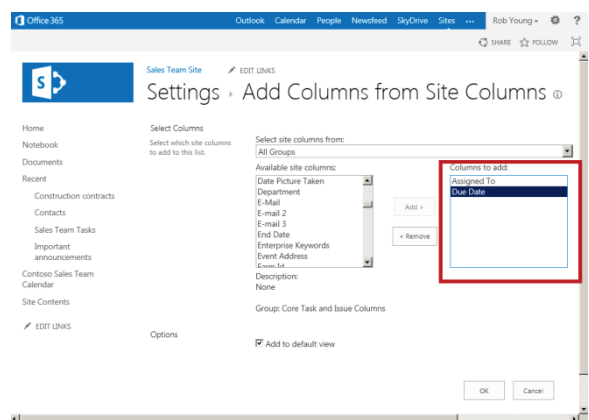 Office 365
Outlook Calendar People Newsfeed SkyDrive Sites ... Rob Young ?
SHARE FOLLOW
Sales Team Site EDIT LINKS
S
Settings › Add Columns from Site Columns
Home
Notebook
Documents
Recent
Construction contracts
Contacts
Sales Team Tasks
Important
announcements
Contoso Sales Team
Calendar
Site Contents
EDIT LINKS
Select Columns
Select which site columns
to add to this list.
Select site columns from:
All Groups
Available site columns:
Date Picture Taken
Department
E-Mail
E-mail 2
E-mail 3
End Date
Enterprise Keywords
Event Address
Farm Id
Add >
< Remove
Columns to add:
Assigned To
Due Date
Description:
None
Group: Core Task and Issue Columns
Options
Add to default view
OK Cancel